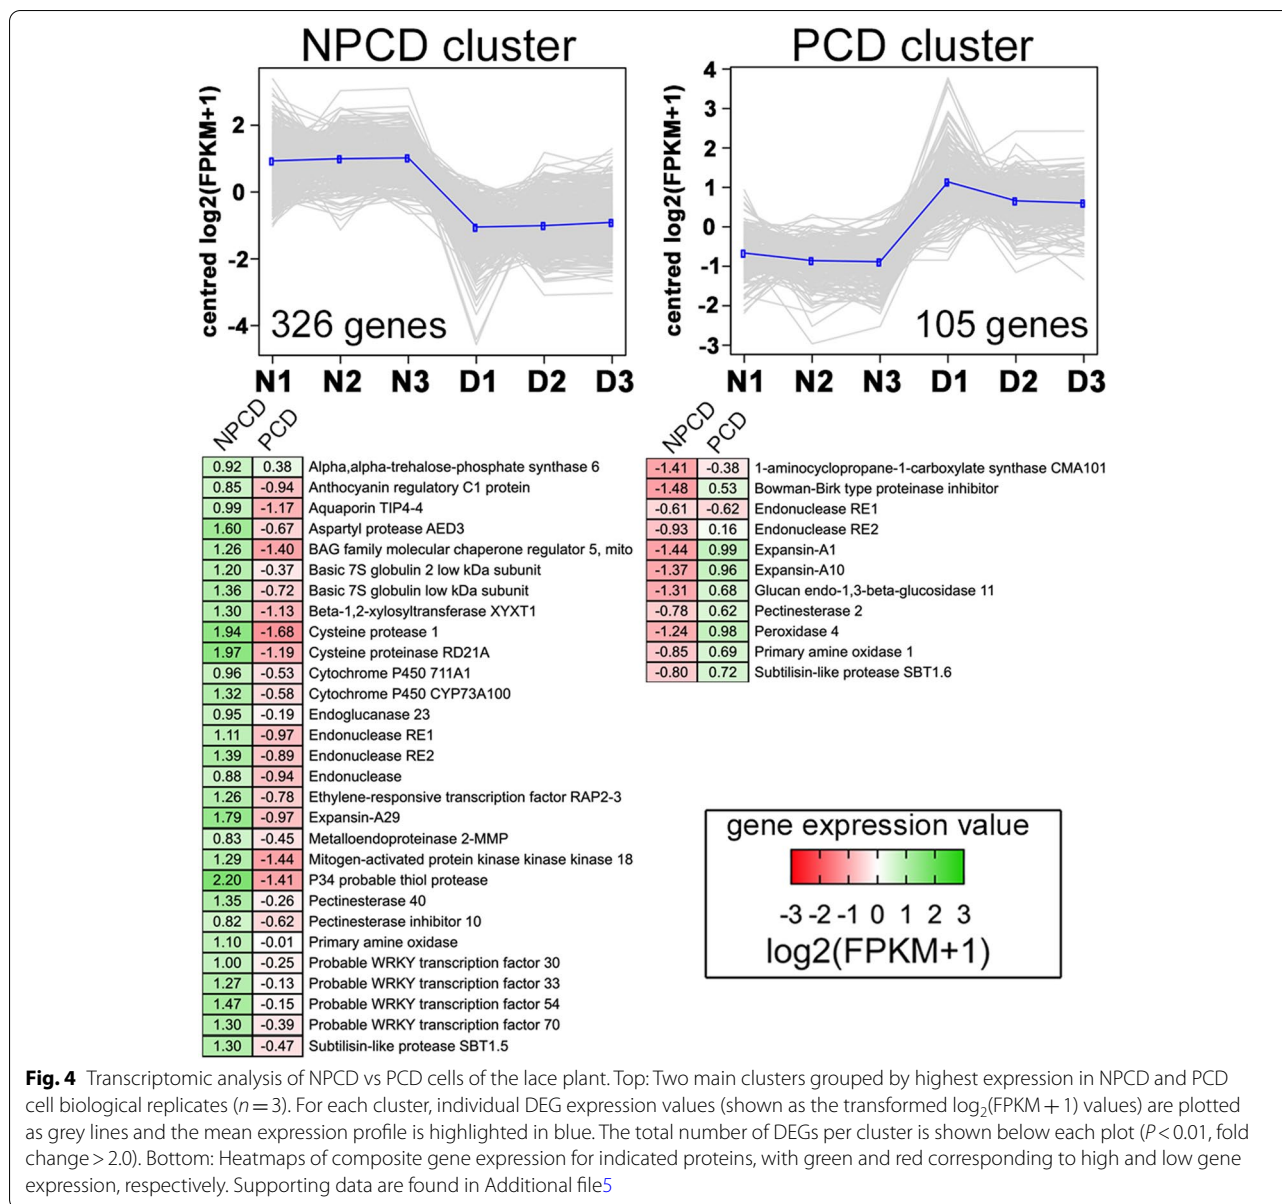 NPCD cluster
PCD cluster
centred log2(FPKM+1)
2
0
-2
-4
326 genes
N1 N2 N3 D1 D2 D3
centred log2(FPKM+1)
4
3
2
1
0
-1
-2
-3
105 genes
N1 N2 N3 D1 D2 D3
NPCD PCD
0.92 0.38 Alpha,alpha-trehalose-phosphate synthase 6
0.85 -0.94 Anthocyanin regulatory C1 protein
0.99 -1.17 Aquaporin TIP4-4
1.60 -0.67 Aspartyl protease AED3
1.26 -1.40 BAG family molecular chaperone regulator 5, mito
1.20 -0.37 Basic 7S globulin 2 low kDa subunit
1.36 -0.72 Basic 7S globulin low kDa subunit
1.30 -1.13 Beta-1,2-xylosyltransferase XYXT1
1.94 -1.68 Cysteine protease 1
1.97 -1.19 Cysteine proteinase RD21A
0.96 -0.53 Cytochrome P450 711A1
1.32 -0.58 Cytochrome P450 CYP73A100
0.95 -0.19 Endoglucanase 23
1.11 -0.97 Endonuclease RE1
1.39 -0.89 Endonuclease RE2
0.88 -0.94 Endonuclease
1.26 -0.78 Ethylene-responsive transcription factor RAP2-3
1.79 -0.97 Expansin-A29
0.83 -0.45 Metalloendoproteinase 2-MMP
1.29 -1.44 Mitogen-activated protein kinase kinase kinase 18
2.20 -1.41 P34 probable thiol protease
1.35 -0.26 Pectinesterase 40
0.82 -0.62 Pectinesterase inhibitor 10
1.10 -0.01 Primary amine oxidase
1.00 -0.25 Probable WRKY transcription factor 30
1.27 -0.13 Probable WRKY transcription factor 33
1.47 -0.15 Probable WRKY transcription factor 54
1.30 -0.39 Probable WRKY transcription factor 70
1.30 -0.47 Subtilisin-like protease SBT1.5
NPCD PCD
-1.41 -0.38 1-aminocyclopropane-1-carboxylate synthase CMA101
-1.48 0.53 Bowman-Birk type proteinase inhibitor
-0.61 -0.62 Endonuclease RE1
-0.93 0.16 Endonuclease RE2
-1.44 0.99 Expansin-A1
-1.37 0.96 Expansin-A10
-1.31 0.68 Glucan endo-1,3-beta-glucosidase 11
-0.78 0.62 Pectinesterase 2
-1.24 0.98 Peroxidase 4
-0.85 0.69 Primary amine oxidase 1
-0.80 0.72 Subtilisin-like protease SBT1.6
gene expression value
-3 -2 -1 0 1 2 3
log2(FPKM+1)
Fig. 4 Transcriptomic analysis of NPCD vs PCD cells of the lace plant. Top: Two main clusters grouped by highest expression in NPCD and PCD
cell biological replicates (n = 3). For each cluster, individual DEG expression values (shown as the transformed log2(FPKM + 1) values) are plotted
as grey lines and the mean expression profile is highlighted in blue. The total number of DEGs per cluster is shown below each plot (P < 0.01, fold
change > 2.0). Bottom: Heatmaps of composite gene expression for indicated proteins, with green and red corresponding to high and low gene
expression, respectively. Supporting data are found in Additional file5